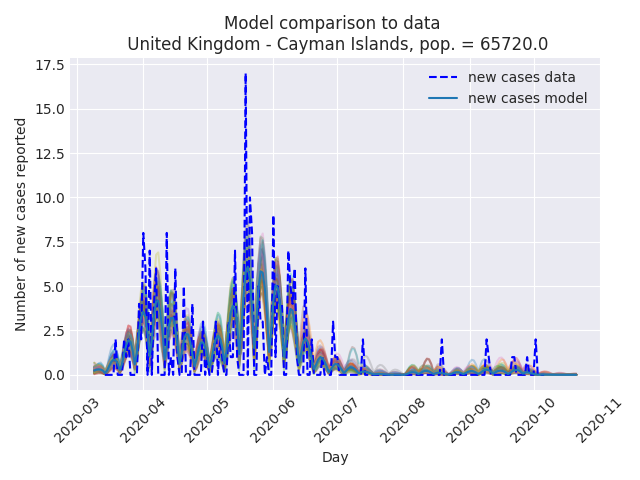 Model comparison to data
United Kingdom - Cayman Islands, pop. = 65720.0
new cases data
new cases model
Number of new cases reported
17.5
15.0
12.5
10.0
7.5
5.0
2.5
0.0
2020-03
2020-04
2020-05
2020-06
2020-07
2020-08
2020-09
2020-10
2020-11
Day